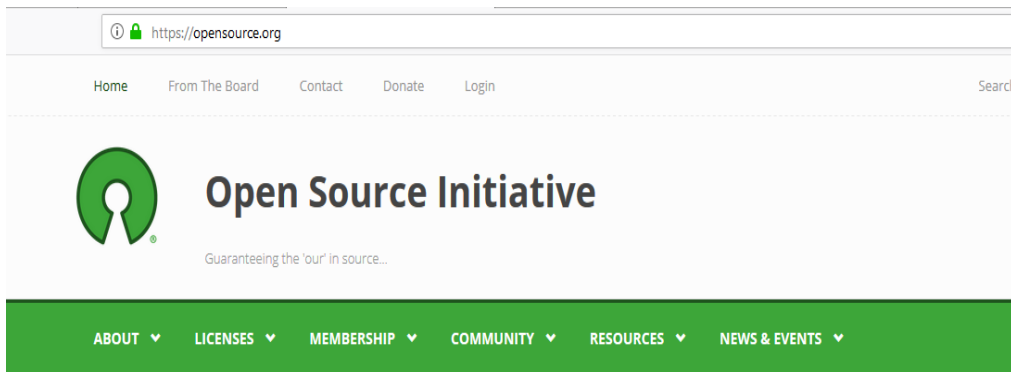 https://opensource.org
Home From The Board Contact Donate Login Search
Open Source Initiative
®
Guaranteeing the 'our' in source...
ABOUT LICENSES MEMBERSHIP COMMUNITY RESOURCES NEWS & EVENTS